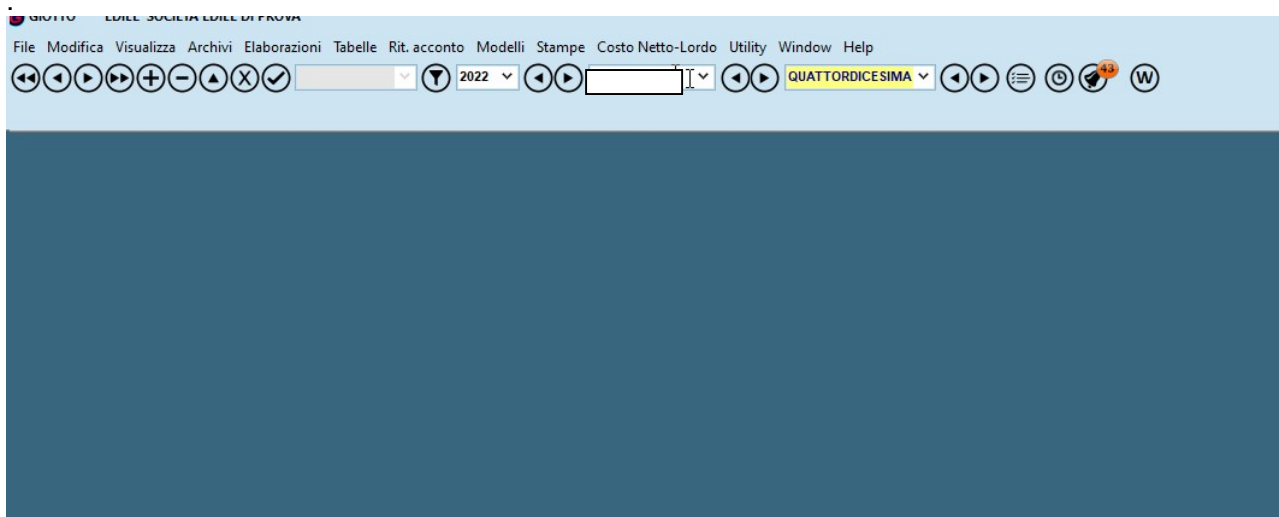 .
GIOTTO EDILE SOCIETA EDILE DI PROVA
File Modifica Visualizza Archivi Elaborazioni Tabelle Rit. acconto Modelli Stampe Costo Netto-Lordo Utility Window Help
2022 QUATTORDICESIMA 43 W